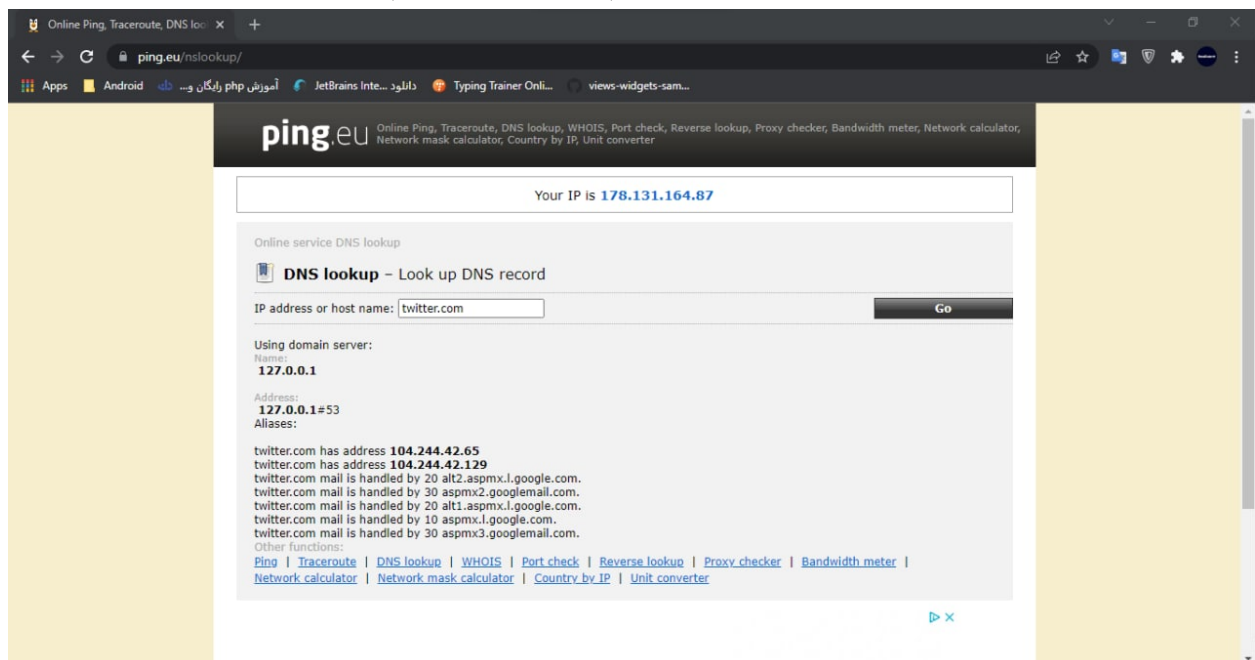 Online Ping, Traceroute, DNS loo
ping.eu/nslookup/
Apps
Android
آموزش php رایگان و...
دانلود JetBrains Inte...
Typing Trainer Onli...
views-widgets-sam...
ping.eu
Online Ping, Traceroute, DNS lookup, WHOIS, Port check, Reverse lookup, Proxy checker, Bandwidth meter, Network calculator,
Network mask calculator, Country by IP, Unit converter
Your IP is 178.131.164.87
Online service DNS lookup
DNS lookup – Look up DNS record
IP address or host name: twitter.com Go
Using domain server:
Name:
127.0.0.1
Address:
127.0.0.1#53
Aliases:
twitter.com has address 104.244.42.65
twitter.com has address 104.244.42.129
twitter.com mail is handled by 20 alt2.aspmx.l.google.com.
twitter.com mail is handled by 30 aspmx2.googlemail.com.
twitter.com mail is handled by 20 alt1.aspmx.l.google.com.
twitter.com mail is handled by 10 aspmx.l.google.com.
twitter.com mail is handled by 30 aspmx3.googlemail.com.
Other functions:
Ping | Traceroute | DNS lookup | WHOIS | Port check | Reverse lookup | Proxy checker | Bandwidth meter |
Network calculator | Network mask calculator | Country by IP | Unit converter